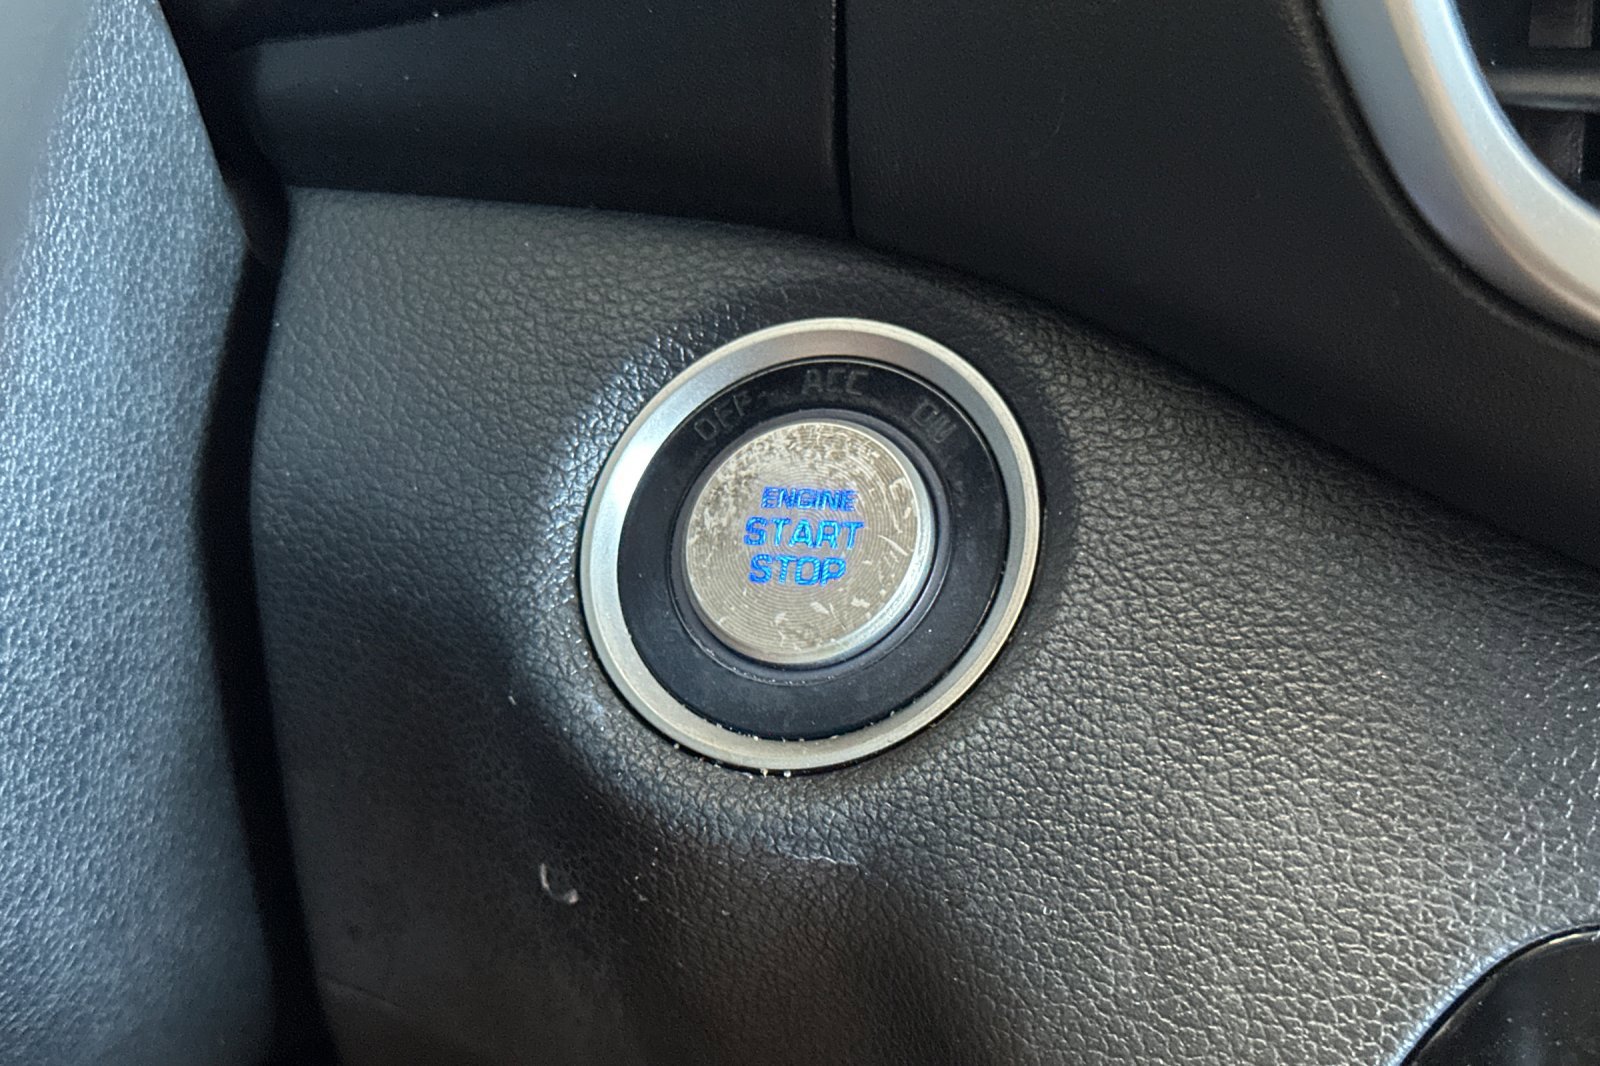 OFF ACC ON
ENGINE
START
STOP